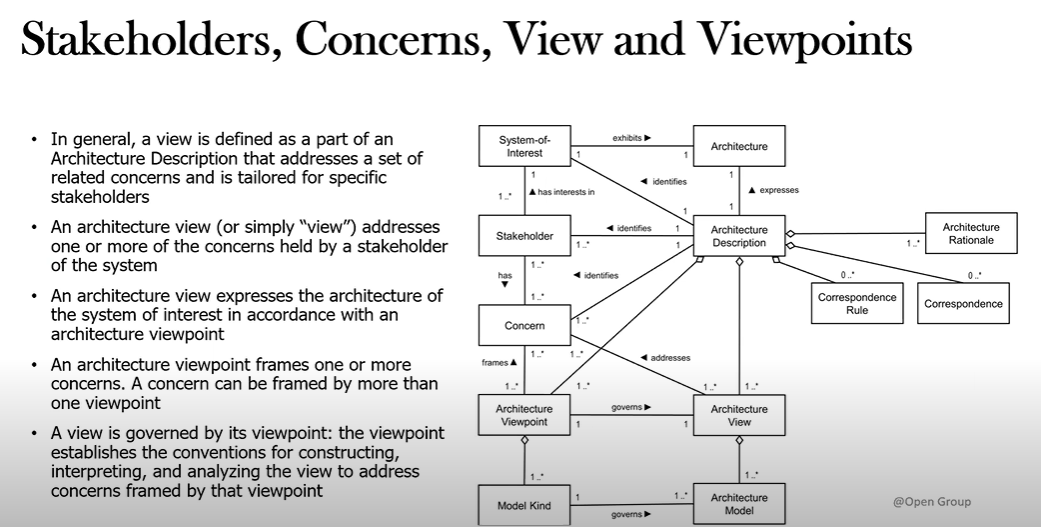 Stakeholders, Concerns, View and Viewpoints
• In general, a view is defined as a part of an
Architecture Description that addresses a set of
related concerns and is tailored for specific
stakeholders
• An architecture view (or simply “view”) addresses
one or more of the concerns held by a stakeholder
of the system
• An architecture view expresses the architecture of
the system of interest in accordance with an
architecture viewpoint
• An architecture viewpoint frames one or more
concerns. A concern can be framed by more than
one viewpoint
• A view is governed by its viewpoint: the viewpoint
establishes the conventions for constructing,
interpreting, and analyzing the view to address
concerns framed by that viewpoint
System-of-
Interest
exhibits ►
1
1
Architecture
1
▲ has interests in
1..*
◄ identifies
1
1
▲ expresses
1
1
Stakeholder
◄ identifies
1..*
1
1
Architecture
Description
1..*
Architecture
Rationale
1..*
has
▼
1..*
◄ identifies
0..*
0..*
Correspondence
Rule
Correspondence
Concern
1..*
1..*
1..*
frames ▲
◄ addresses
1..*
1..*
1..*
1..*
Architecture
Viewpoint
governs ►
1
1
Architecture
View
1..*
1..*
Model Kind
1
1..*
governs ►
Architecture
Model
@Open Group